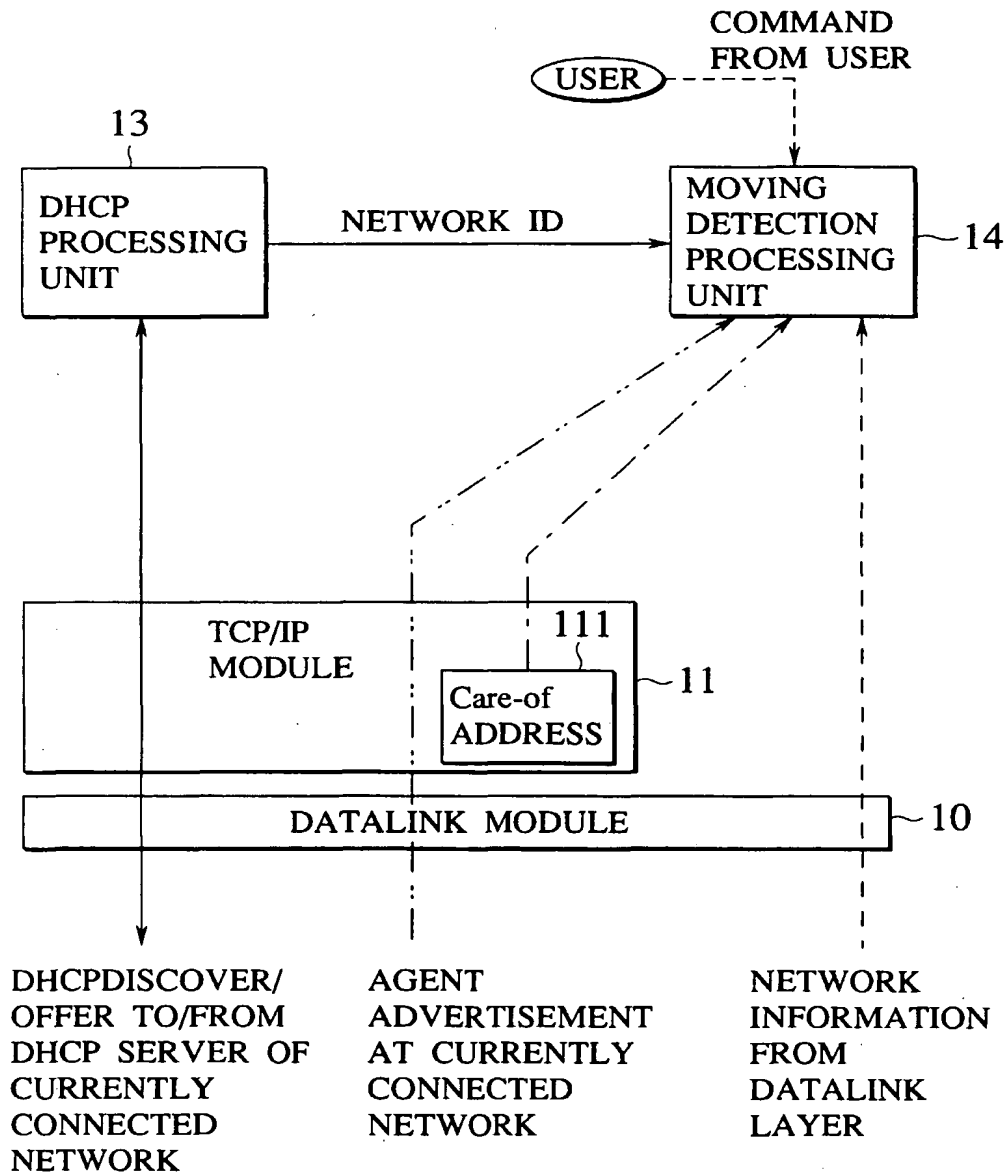 COMMAND
FROM USER
USER
13
DHCP
PROCESSING
UNIT
NETWORK ID
MOVING
DETECTION
PROCESSING
UNIT
14
TCP/IP
MODULE
111
Care-of
ADDRESS
11
DATALINK MODULE
10
DHCPDISCOVER/
OFFER TO/FROM
DHCP SERVER OF
CURRENTLY
CONNECTED
NETWORK
AGENT
ADVERTISEMENT
AT CURRENTLY
CONNECTED
NETWORK
NETWORK
INFORMATION
FROM
DATALINK
LAYER